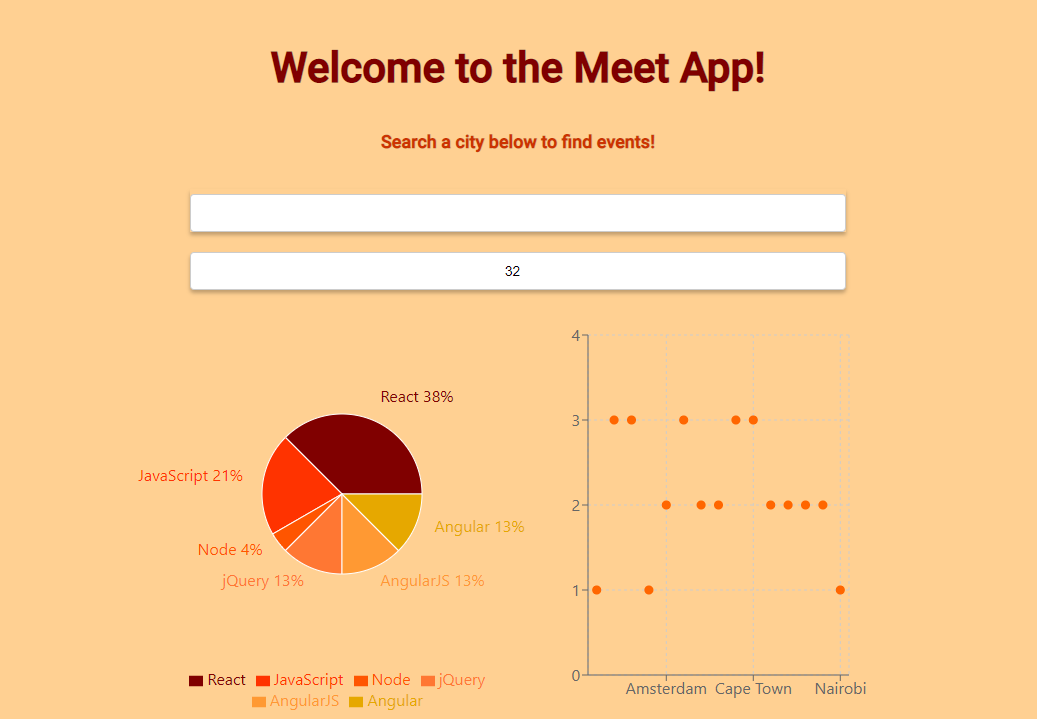 Welcome to the Meet App!
Search a city below to find events!
32
React 38%
JavaScript 21%
Node 4%
jQuery 13%
AngularJS 13%
Angular 13%
React JavaScript Node jQuery
AngularJS Angular
4
3
2
1
0
Amsterdam Cape Town Nairobi